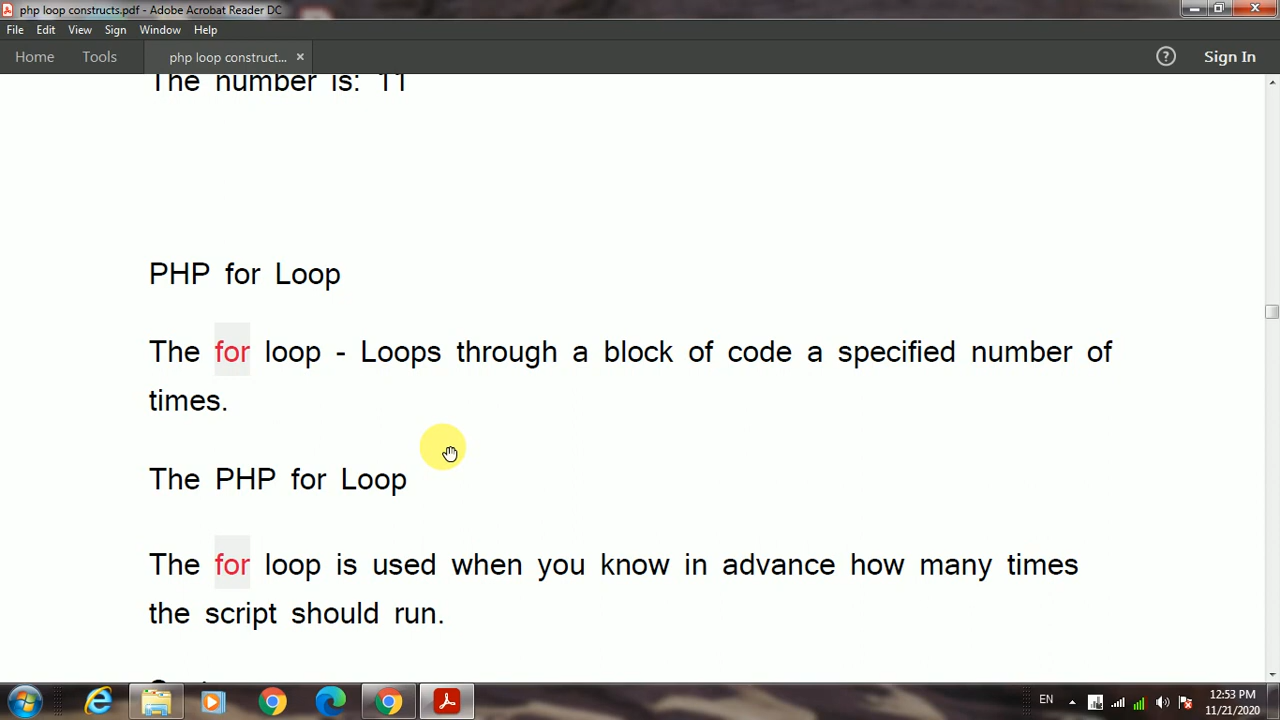 php loop constructs.pdf - Adobe Acrobat Reader DC
File Edit View Sign Window Help
Home Tools php loop construct... × ? Sign In
The number is: 11
PHP for Loop
The for loop - Loops through a block of code a specified number of
times.
The PHP for Loop
The for loop is used when you know in advance how many times
the script should run.
EN 12:53 PM
11/21/2020